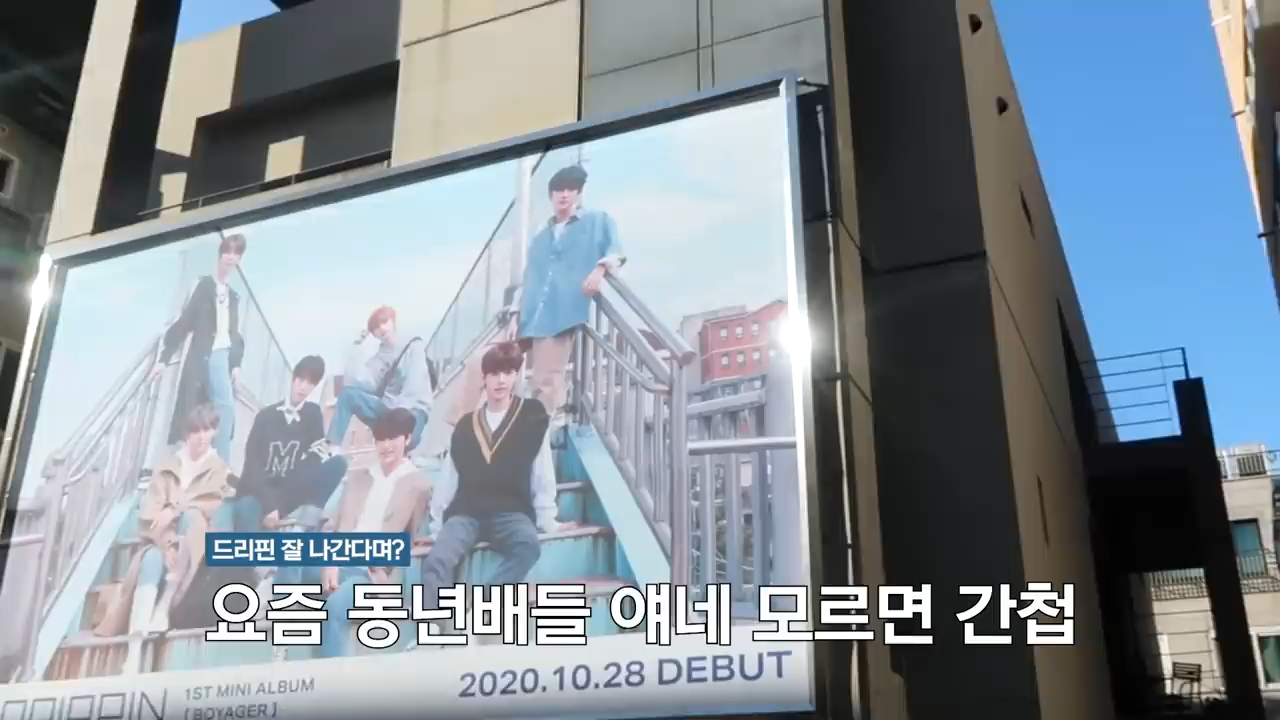 드리핀 잘 나간다며?
요즘 동년배들 얘네 모르면 간첩
M
1ST MINI ALBUM
[ BOYAGER ]
2020.10.28 DEBUT